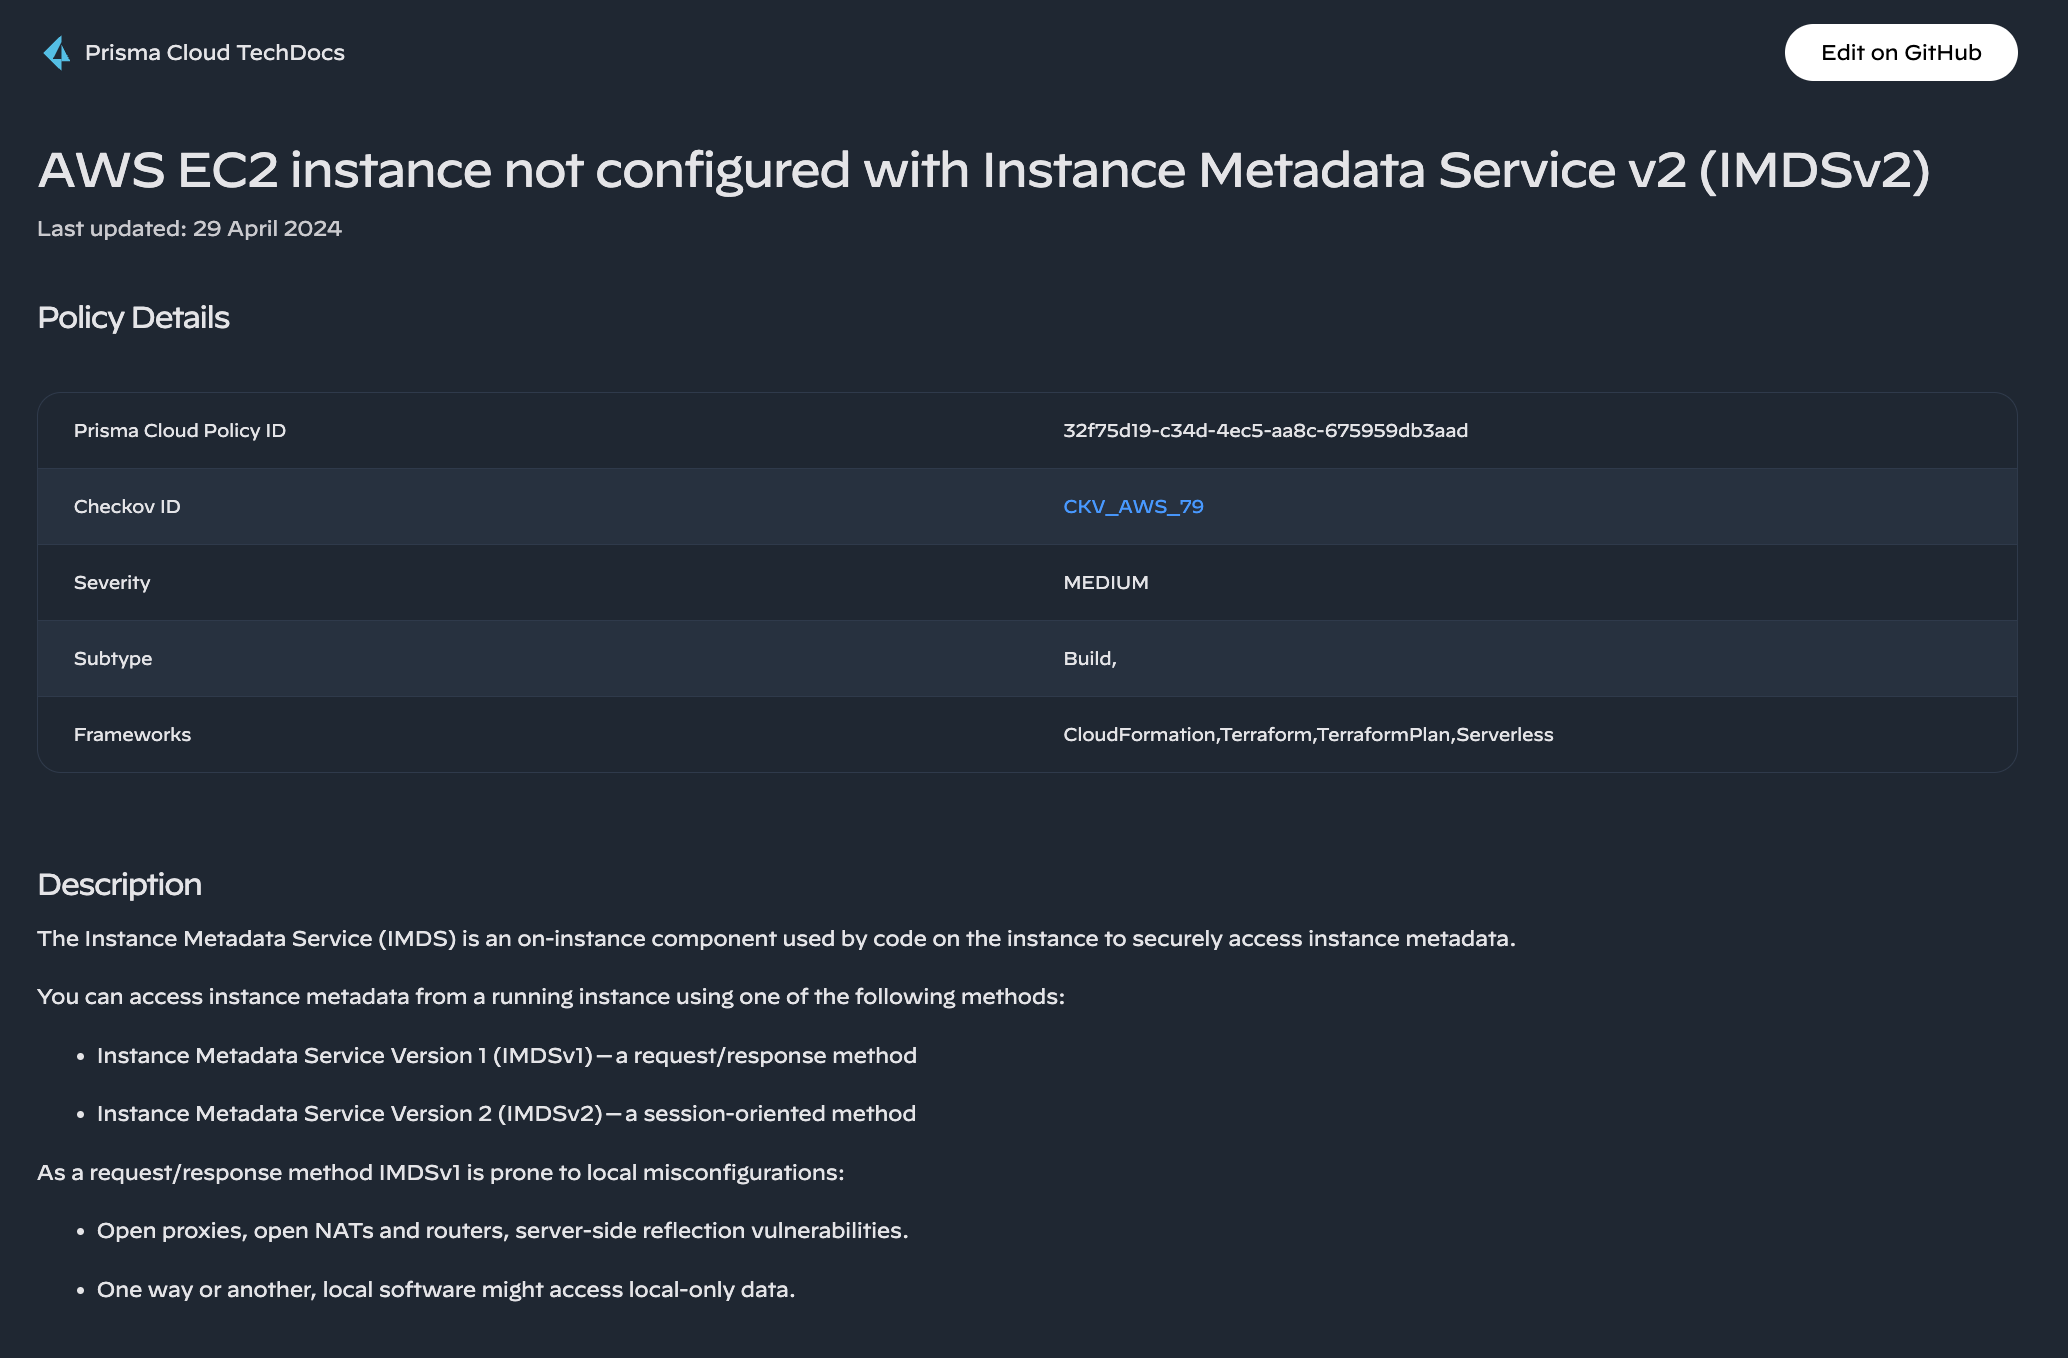 Prisma Cloud TechDocs
Edit on GitHub
AWS EC2 instance not configured with Instance Metadata Service v2 (IMDSv2)
Last updated: 29 April 2024
Policy Details
Prisma Cloud Policy ID 32f75d19-c34d-4ec5-aa8c-675959db3aad
Checkov ID CKV_AWS_79
Severity MEDIUM
Subtype Build,
Frameworks CloudFormation,Terraform,TerraformPlan,Serverless
Description
The Instance Metadata Service (IMDS) is an on-instance component used by code on the instance to securely access instance metadata.
You can access instance metadata from a running instance using one of the following methods:
• Instance Metadata Service Version 1 (IMDSv1)—a request/response method
• Instance Metadata Service Version 2 (IMDSv2)—a session-oriented method
As a request/response method IMDSv1 is prone to local misconfigurations:
• Open proxies, open NATs and routers, server-side reflection vulnerabilities.
• One way or another, local software might access local-only data.